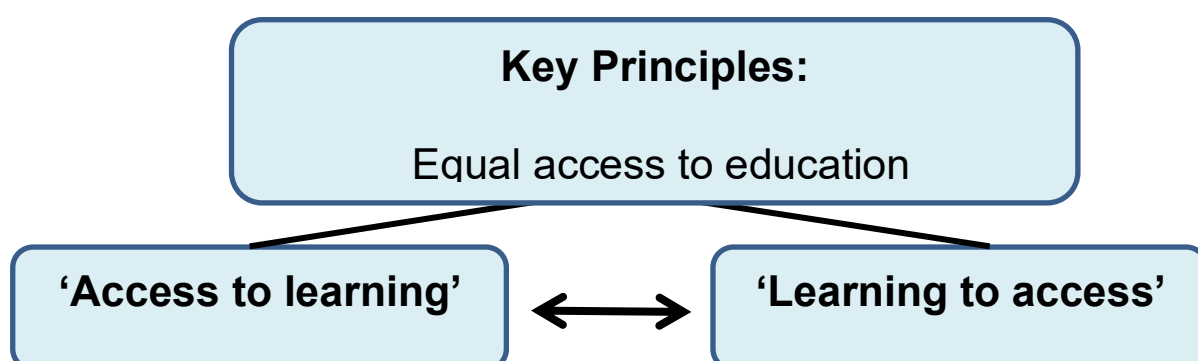 Key Principles:
Equal access to education
‘Access to learning’
‘Learning to access’